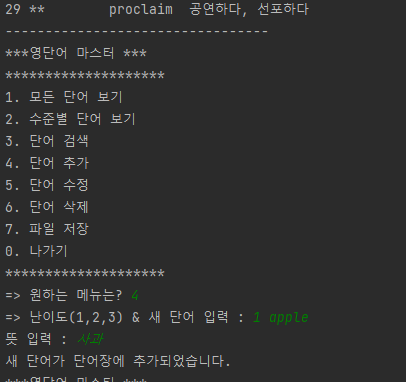 29 **        proclaim  공연하다, 선포하다
---------------------------------
***영단어 마스터 ***
********************
1. 모든 단어 보기
2. 수준별 단어 보기
3. 단어 검색
4. 단어 추가
5. 단어 수정
6. 단어 삭제
7. 파일 저장
0. 나가기
********************
=> 원하는 메뉴는? 4
=> 난이도(1,2,3) & 새 단어 입력 : 1 apple
뜻 입력 : 사과
새 단어가 단어장에 추가되었습니다.
***영단어 마스터 ***